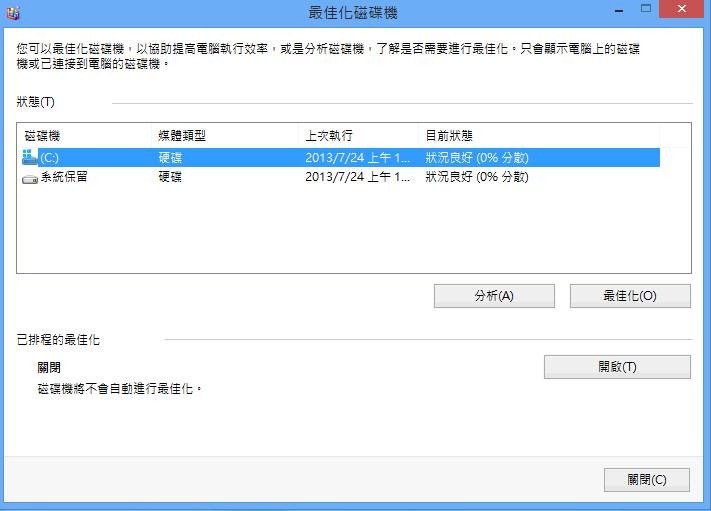 最佳化磁碟機
您可以最佳化磁碟機，以協助提高電腦執行效率，或是分析磁碟機，了解是否需要進行最佳化。只會顯示電腦上的磁碟
機或已連接到電腦的磁碟機。
狀態(T)
磁碟機 媒體類型 上次執行 目前狀態
(C:) 硬碟 2013/7/24 上午 1... 狀況良好 (0% 分散)
系統保留 硬碟 2013/7/24 上午 1... 狀況良好 (0% 分散)
分析(A) 最佳化(O)
已排程的最佳化
關閉 開啟(T)
磁碟機將不會自動進行最佳化。
關閉(C)